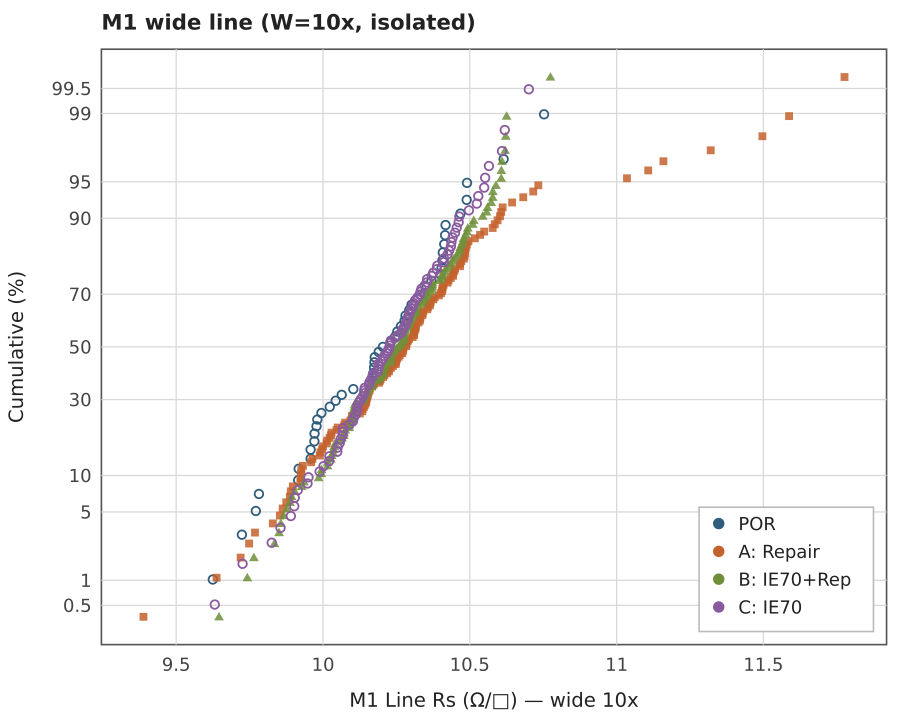 M1 wide line (W=10x, isolated)
99.5
99
95
90
70
50
30
10
5
1
0.5
Cumulative (%)
POR
A: Repair
B: IE70+Rep
C: IE70
9.5 10 10.5 11 11.5
M1 Line Rs (Ω/□) — wide 10x